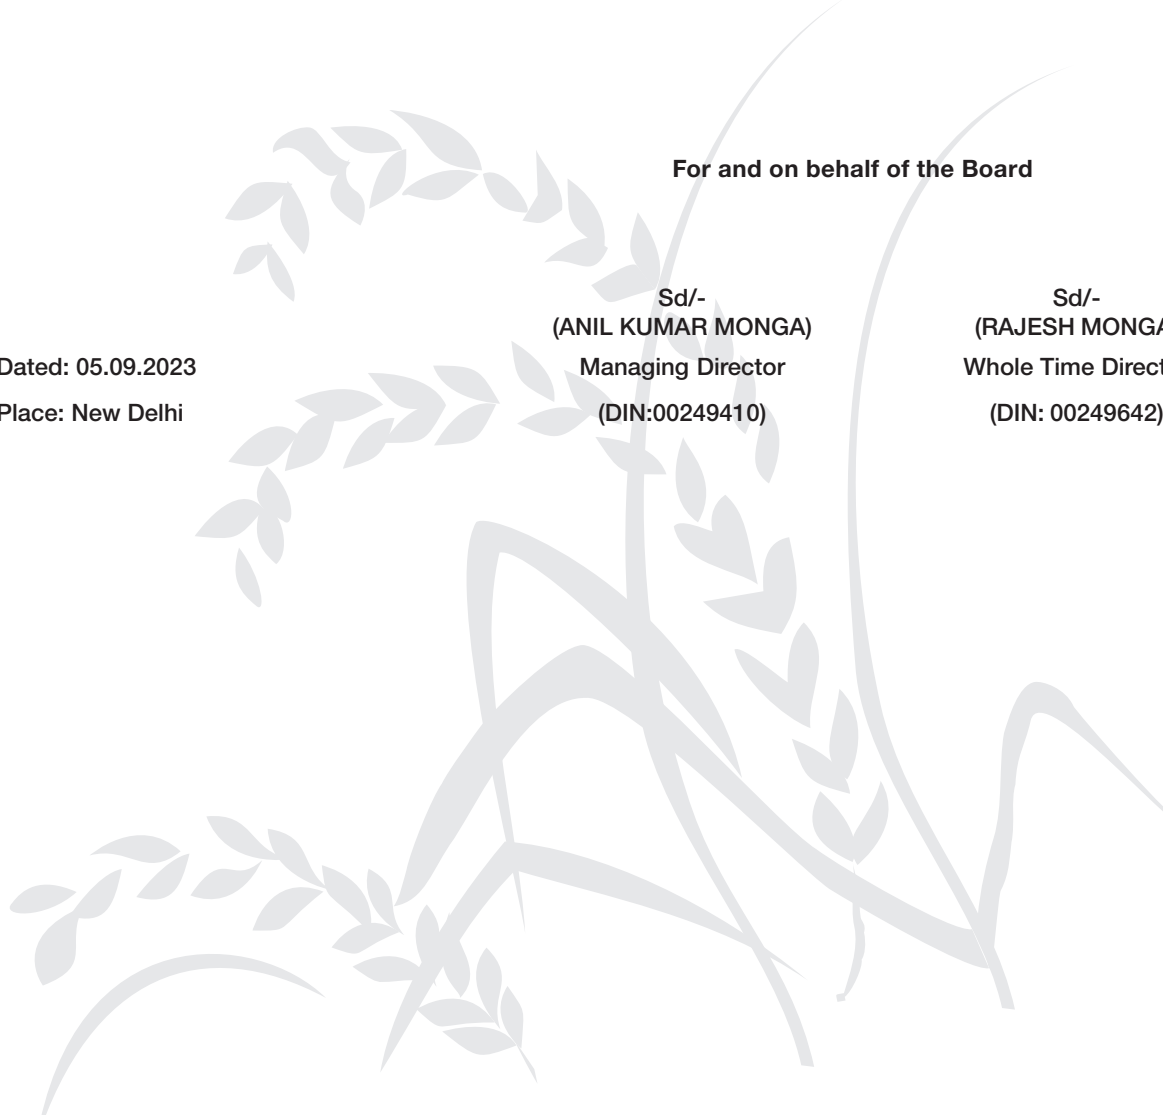 For and on behalf of the Board
Sd/- Sd/-
(ANIL KUMAR MONGA) (RAJESH MONGA
Dated: 05.09.2023 Managing Director Whole Time Direct
Place: New Delhi (DIN:00249410) (DIN: 00249642)